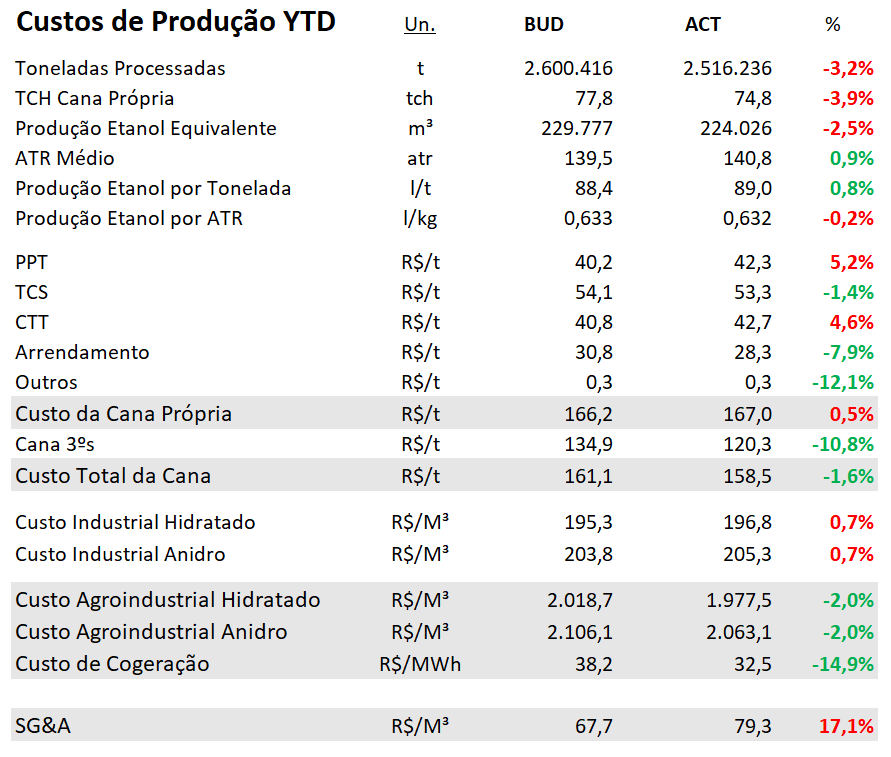 Custos de Produção YTD Un. BUD ACT %
Toneladas Processadas t 2.600.416 2.516.236 -3,2%
TCH Cana Própria tch 77,8 74,8 -3,9%
Produção Etanol Equivalente m³ 229.777 224.026 -2,5%
ATR Médio atr 139,5 140,8 0,9%
Produção Etanol por Tonelada l/t 88,4 89,0 0,8%
Produção Etanol por ATR l/kg 0,633 0,632 -0,2%
PPT R$/t 40,2 42,3 5,2%
TCS R$/t 54,1 53,3 -1,4%
CTT R$/t 40,8 42,7 4,6%
Arrendamento R$/t 30,8 28,3 -7,9%
Outros R$/t 0,3 0,3 -12,1%
Custo da Cana Própria R$/t 166,2 167,0 0,5%
Cana 3ºs R$/t 134,9 120,3 -10,8%
Custo Total da Cana R$/t 161,1 158,5 -1,6%
Custo Industrial Hidratado R$/M³ 195,3 196,8 0,7%
Custo Industrial Anidro R$/M³ 203,8 205,3 0,7%
Custo Agroindustrial Hidratado R$/M³ 2.018,7 1.977,5 -2,0%
Custo Agroindustrial Anidro R$/M³ 2.106,1 2.063,1 -2,0%
Custo de Cogeração R$/MWh 38,2 32,5 -14,9%
SG&A R$/M³ 67,7 79,3 17,1%